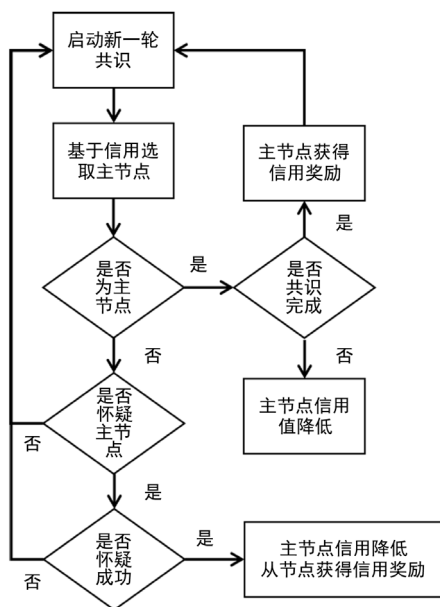 启动新一轮
共识
基于信用选
取主节点
主节点获得
信用奖励
是
是否
为主
节点
是
是否
共识
完成
否
否
主节点信用
值降低
是否
怀疑
主节
点
否
是
是否
怀疑
成功
是
否
主节点信用降低
从节点获得信用奖励